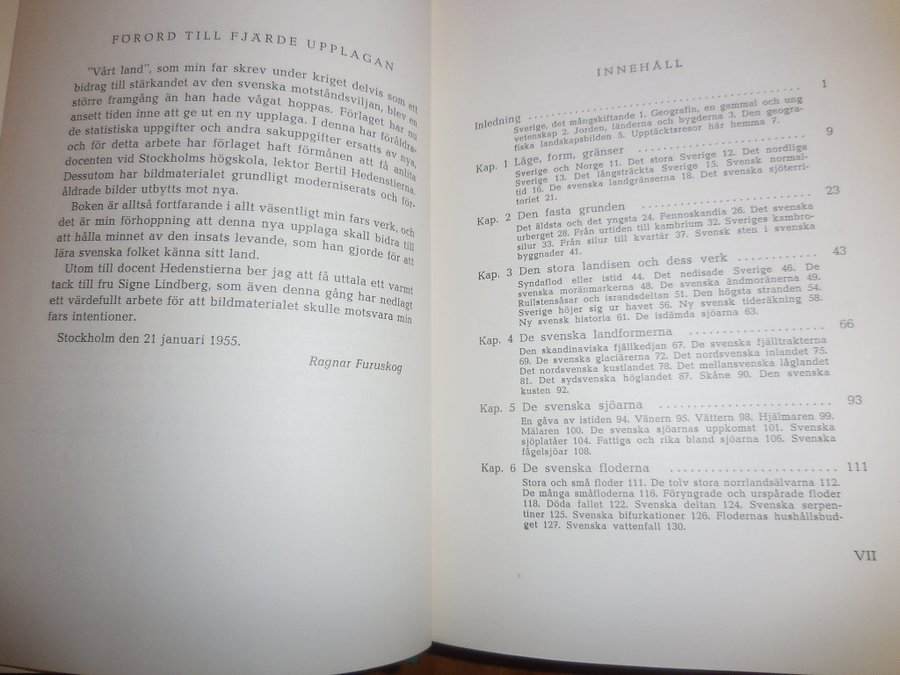 FÖRORD TILL FJÄRDE UPPLAGAN
"Vårt land", som min far skrev under kriget delvis som ett
bidrag till stärkandet av den svenska motståndsviljan, blev en
större framgång än han hade vågat hoppas. Förlaget har nu
ansett tiden inne att ge ut en ny upplaga. I denna har föråldra-
de statistiska uppgifter och andra sakuppgifter ersatts av nya,
och för detta arbete har förlaget haft förmånen att få anlita
docenten vid Stockholms högskola, lektor Bertil Hedenstierna.
Dessutom har bildmaterialet grundligt moderniserats och för-
åldrade bilder utbytts mot nya.
Boken är alltså fortfarande i allt väsentligt min fars verk, och
det är min förhoppning att denna nya upplaga skall bidra till
att hålla minnet av den insats levande, som han gjorde för att
lära svenska folket känna sitt land.
Utom till docent Hedenstierna ber jag att få uttala ett varmt
tack till fru Signe Lindberg, som även denna gång har nedlagt
ett värdefullt arbete för att bildmaterialet skulle motsvara min
fars intentioner.
Stockholm den 21 januari 1955.
Ragnar Furuskog
INNEHÅLL
Inledning ........................................ 1
Sverige, det mångskiftande 1. Geografin, en gammal och ung
vetenskap 2. Jorden, länderna och bygderna 3. Den geogra-
fiska landskapsbilden 5. Upptäcktsresor här hemma 7.
Kap. 1 Läge, form, gränser ........................ 9
Sverige och Norge 11. Det stora Sverige 12. Det nordliga
Sverige 13. Det långsträckta Sverige 15. Svensk normal-
tid 16. De svenska landgränserna 18. Det svenska sjöterri-
toriet 21.
Kap. 2 Den fasta grunden ........................ 23
Det äldsta och det yngsta 24. Fennoskandia 26. Det svenska
urberget 28. Från urtiden till kambrium 32. Sveriges kambro-
silur 33. Från silur till kvartär 37. Svensk sten i svenska
byggnader 41.
Kap. 3 Den stora landisen och dess verk ............ 43
Syndaflod eller istid 44. Det nedisade Sverige 46. De
svenska moränmarkerna 48. De svenska ändmoränerna 49.
Rullstensåsar och israndsdeltan 51. Den högsta stranden 54.
Sverige höjer sig ur havet 56. Ny svensk tideräkning 58.
Ny svensk historia 61. De isdämda sjöarna 63.
Kap. 4 De svenska landformerna .................... 66
Den skandinaviska fjällkedjan 67. De svenska fjälltrakterna
69. De svenska glaciärerna 72. Det nordsvenska inlandet 75.
Det nordsvenska kustlandet 78. Det mellansvenska låglandet
81. Det sydsvenska höglandet 87. Skåne 90. Den svenska
kusten 92.
Kap. 5 De svenska sjöarna ........................ 93
En gåva av istiden 94. Vänern 95. Vättern 98. Hjälmaren 99.
Mälaren 100. De svenska sjöarnas uppkomst 101. Svenska
sjöplatåer 104. Fattiga och rika bland sjöarna 106. Svenska
fågelsjöar 108.
Kap. 6 De svenska floderna ........................ 111
Stora och små floder 111. De tolv stora norrlandsälvarna 112.
De många småfloderna 116. Föryngrade och urspårade floder
118. Döda fallet 122. Svenska deltan 124. Svenska serpen-
tiner 125. Svenska bifurkationer 126. Flodernas hushållsbud-
get 127. Svenska vattenfall 130.
VII